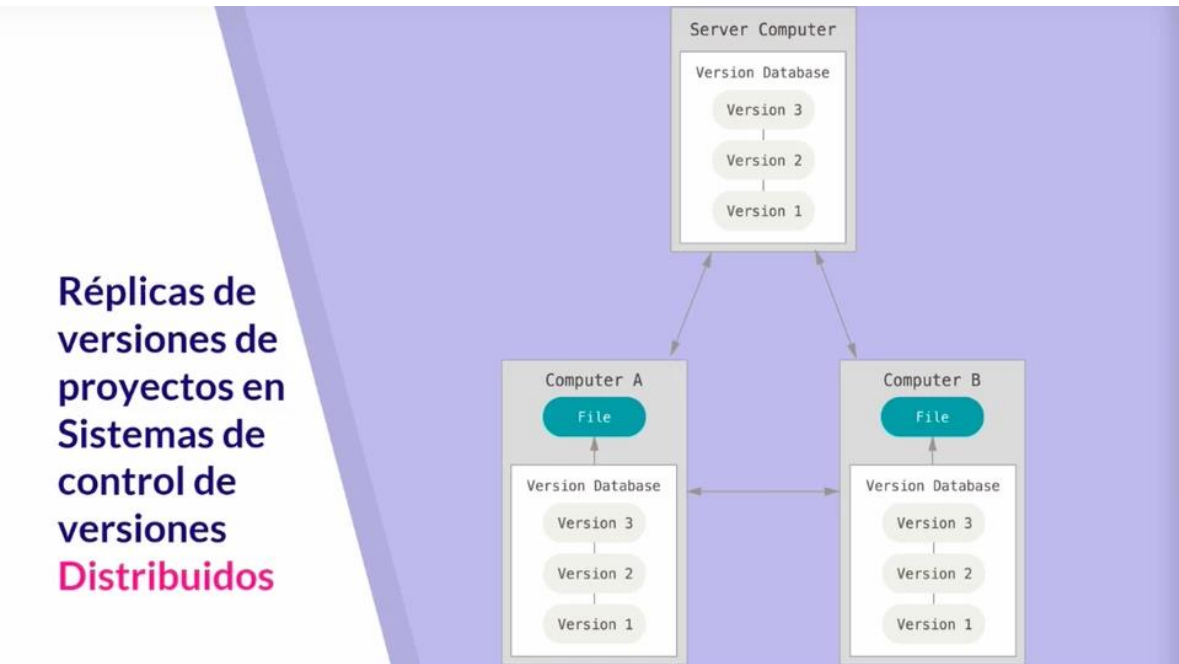 Réplicas de
versiones de
proyectos en
Sistemas de
control de
versiones
Distribuidos
Server Computer
Version Database
Version 3
Version 2
Version 1
Computer A
File
Version Database
Version 3
Version 2
Version 1
Computer B
File
Version Database
Version 3
Version 2
Version 1